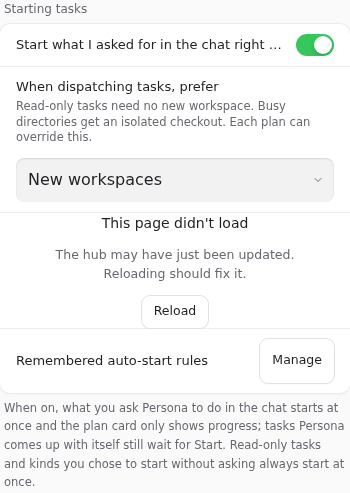 Starting tasks
Start what I asked for in the chat right ...
When dispatching tasks, prefer
Read-only tasks need no new workspace. Busy
directories get an isolated checkout. Each plan can
override this.
New workspaces
This page didn't load
The hub may have just been updated.
Reloading should fix it.
Reload
Remembered auto-start rules
Manage
When on, what you ask Persona to do in the chat starts at
once and the plan card only shows progress; tasks Persona
comes up with itself still wait for Start. Read-only tasks
and kinds you chose to start without asking always start at
once.